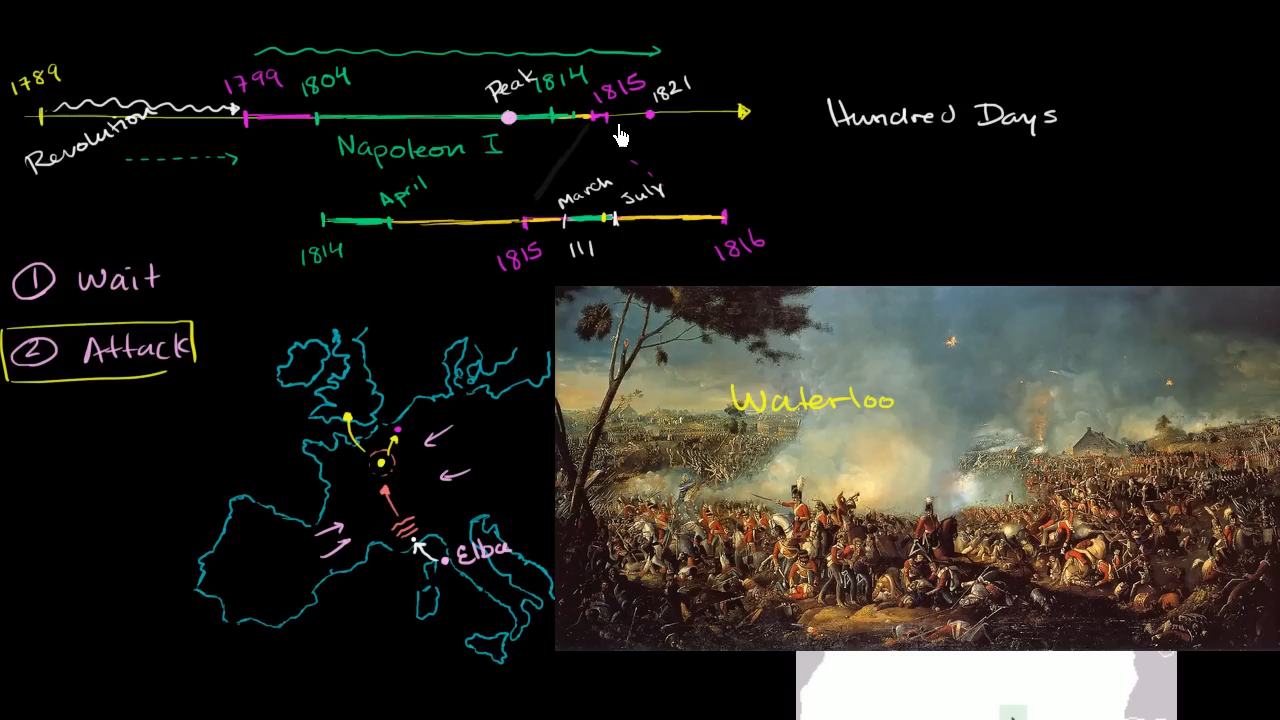 1789
Revolution
1799
1804
Peak
1814
1815
1821
Napoleon I
Hundred Days
April
March
July
1814
1815
111
1816
1 Wait
2 Attack
Waterloo
Elba